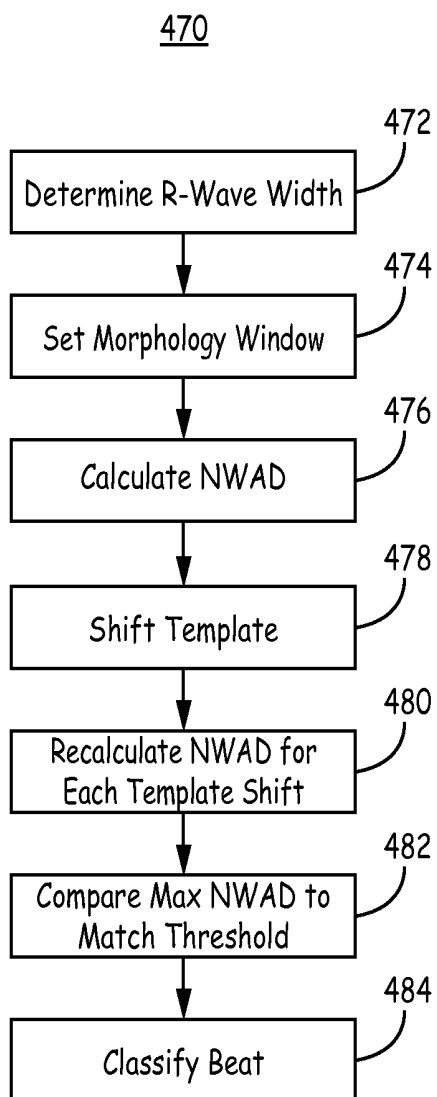 470
472
Determine R-Wave Width
474
Set Morphology Window
476
Calculate NWAD
478
Shift Template
480
Recalculate NWAD for
Each Template Shift
482
Compare Max NWAD to
Match Threshold
484
Classify Beat